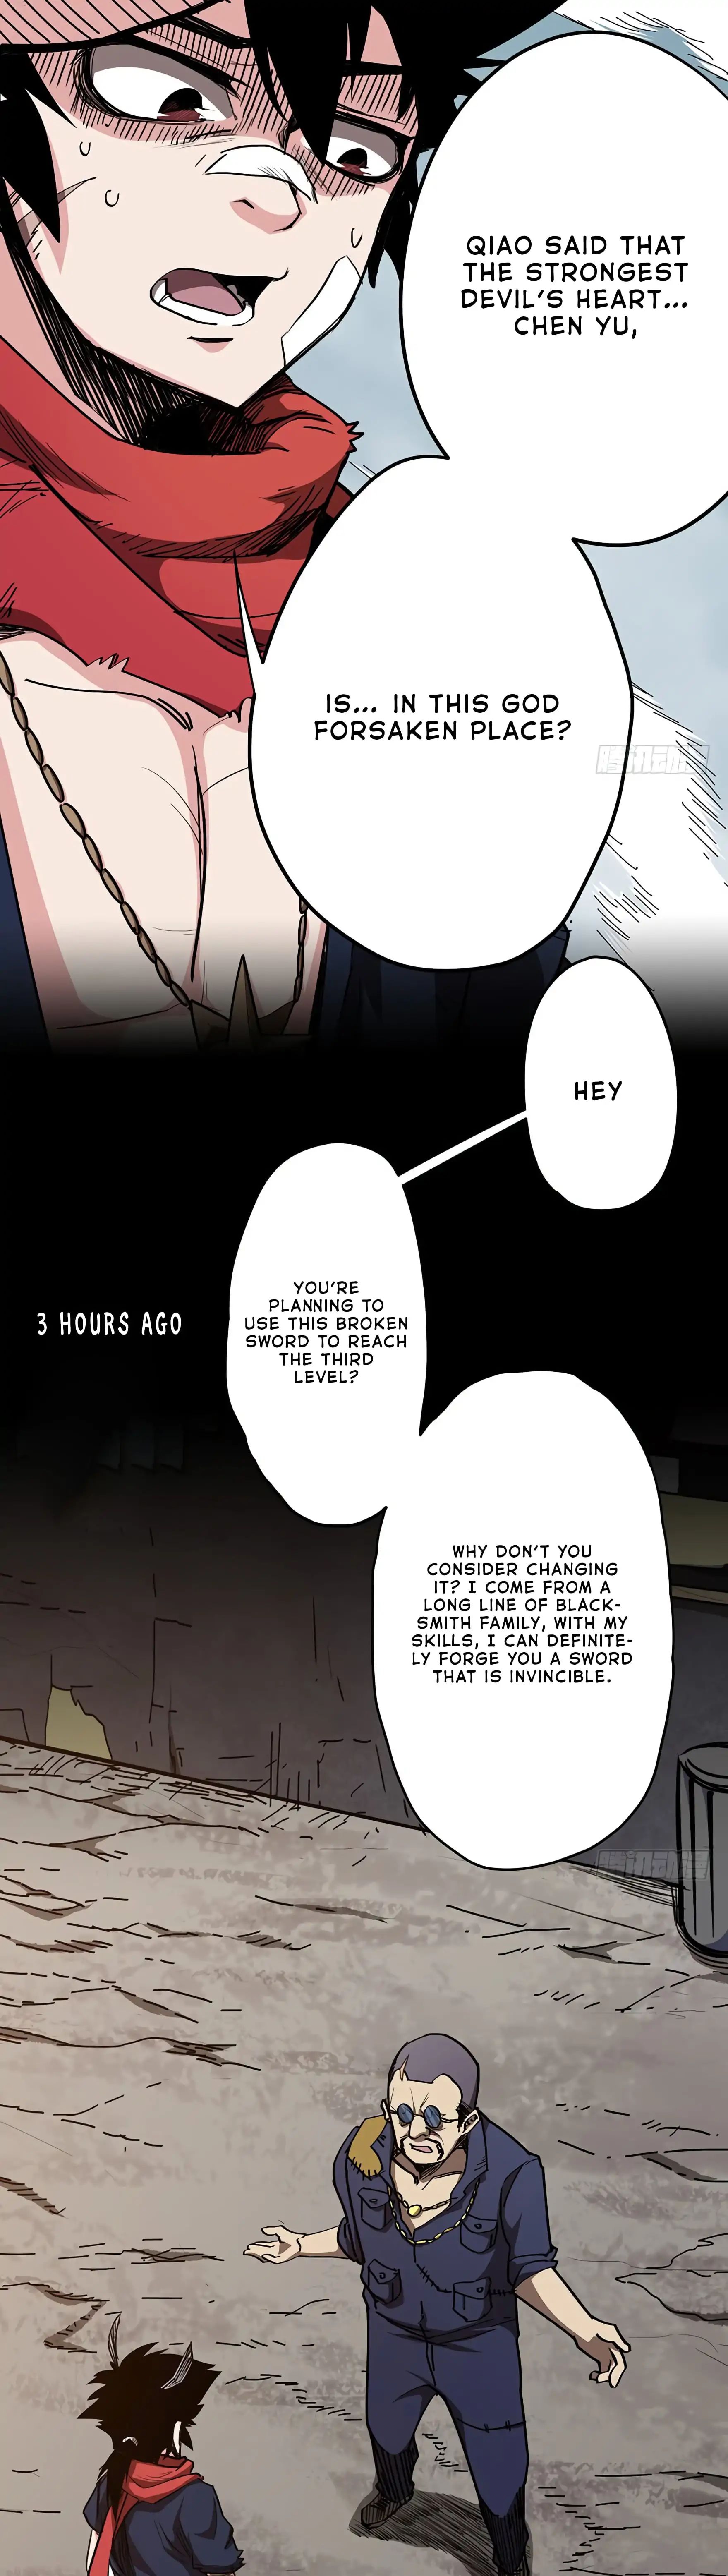 QIAO SAID THAT
THE STRONGEST
DEVIL'S HEART...
CHEN YU,
IS... IN THIS GOD
FORSAKEN PLACE?
HEY
YOU'RE
PLANNING TO
USE THIS BROKEN
SWORD TO REACH
THE THIRD
LEVEL?
3 HOURS AGO
WHY DON'T YOU
CONSIDER CHANGING
IT? I COME FROM A
LONG LINE OF BLACK-
SMITH FAMILY, WITH MY
SKILLS, I CAN DEFINITE-
LY FORGE YOU A SWORD
THAT IS INVINCIBLE.